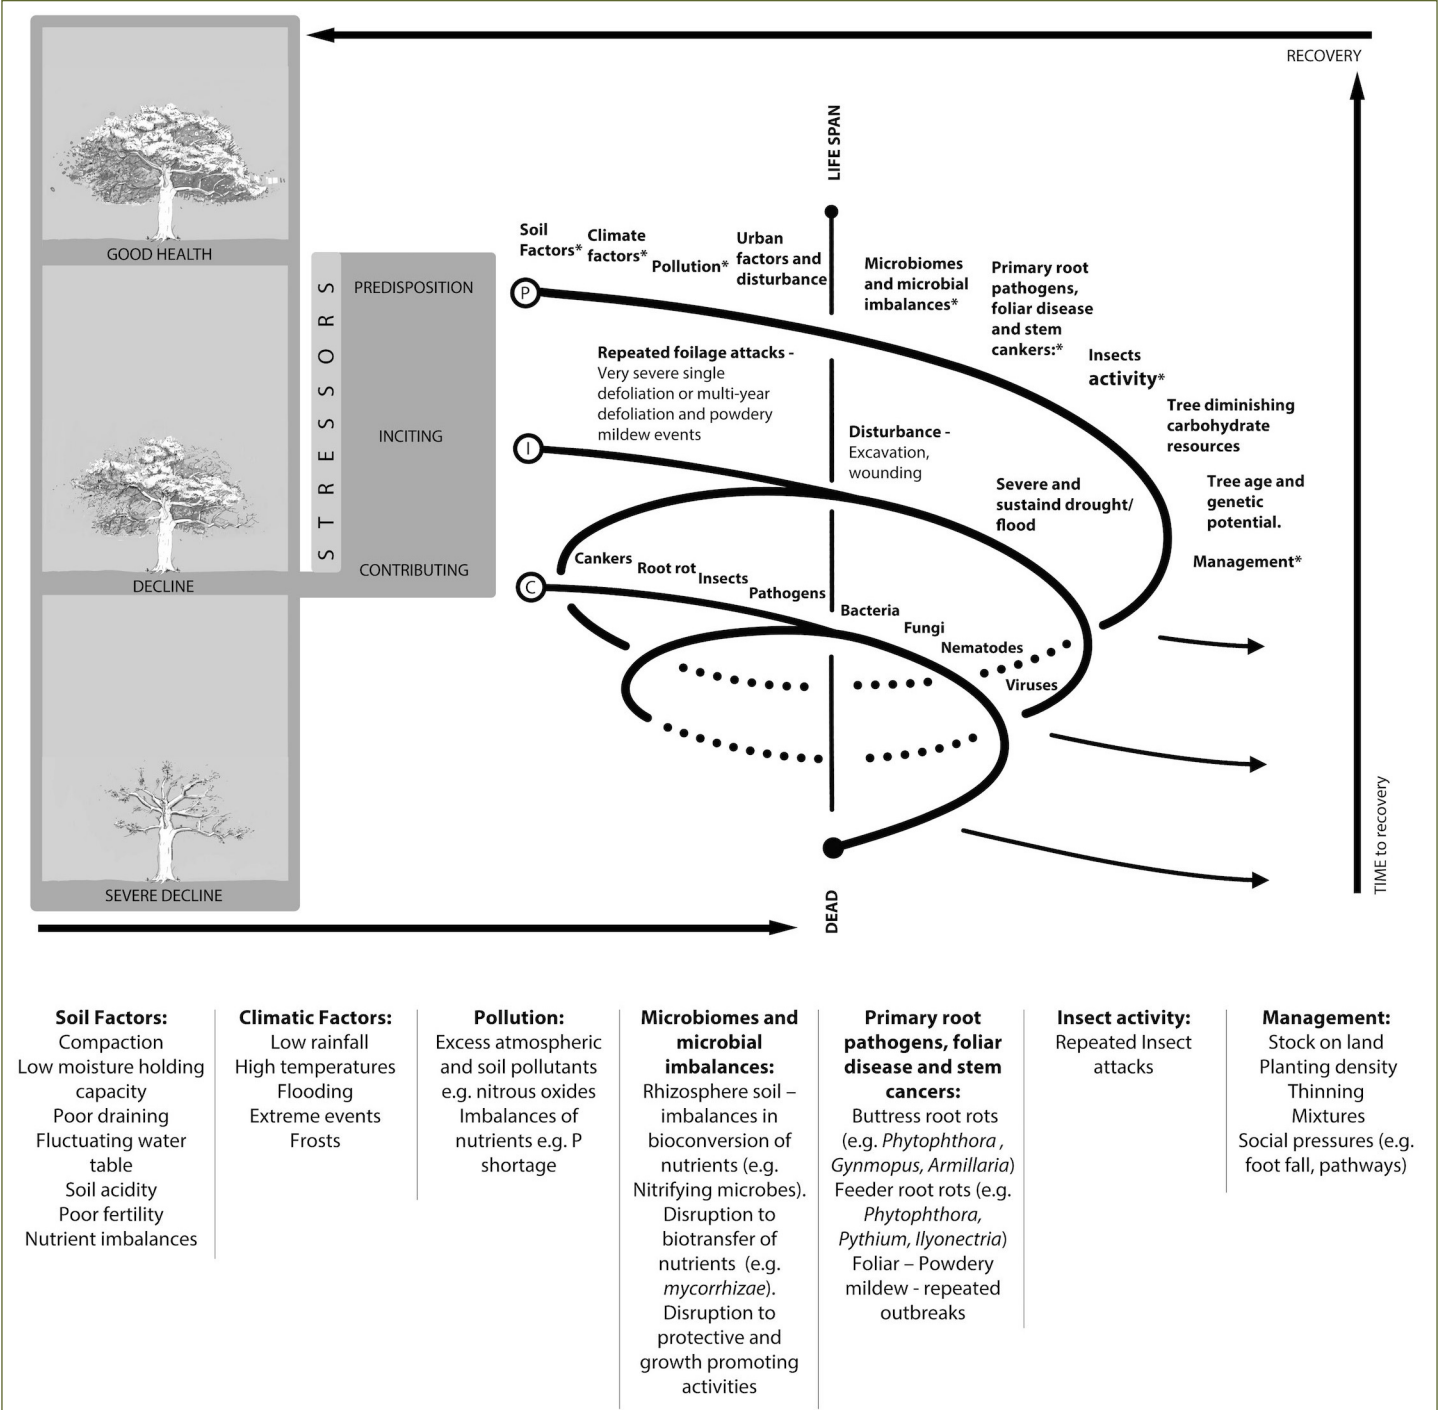 RECOVERY
LIFE SPAN
GOOD HEALTH
DECLINE
SEVERE DECLINE
STRESSORS
PREDISPOSITION
INCITING
CONTRIBUTING
P
Soil
Factors*
Climate
factors*
Pollution*
Urban
factors and
disturbance
Microbiomes
and microbial
imbalances*
Primary root
pathogens,
foliar disease
and stem
cankers:*
Insects
activity*
Tree diminishing
carbohydrate
resources
Tree age and
genetic
potential.
Management*
I
Repeated foilage attacks -
Very severe single
defoliation or multi-year
defoliation and powdery
mildew events
Disturbance -
Excavation,
wounding
Severe and
sustaind drought/
flood
C
Cankers
Root rot
Insects
Pathogens
Bacteria
Fungi
Nematodes
Viruses
DEAD
TIME to recovery
Soil Factors:
Compaction
Low moisture holding
capacity
Poor draining
Fluctuating water
table
Soil acidity
Poor fertility
Nutrient imbalances
Climatic Factors:
Low rainfall
High temperatures
Flooding
Extreme events
Frosts
Pollution:
Excess atmospheric
and soil pollutants
e.g. nitrous oxides
Imbalances of
nutrients e.g. P
shortage
Microbiomes and
microbial
imbalances:
Rhizosphere soil –
imbalances in
bioconversion of
nutrients (e.g.
Nitrifying microbes).
Disruption to
biotransfer of
nutrients (e.g.
mycorrhizae).
Disruption to
protective and
growth promoting
activities
Primary root
pathogens, foliar
disease and stem
cancers:
Buttress root rots
(e.g. Phytophthora ,
Gynmopus, Armillaria)
Feeder root rots (e.g.
Phytophthora,
Pythium, Ilyonectria)
Foliar – Powdery
mildew - repeated
outbreaks
Insect activity:
Repeated Insect
attacks
Management:
Stock on land
Planting density
Thinning
Mixtures
Social pressures (e.g.
foot fall, pathways)